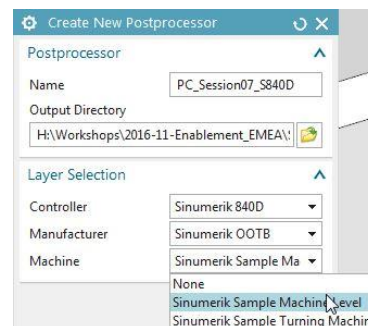 Create New Postprocessor
Postprocessor
Name PC_Session07_S840D
Output Directory
H:\Workshops\2016-11-Enablement_EMEA\
Layer Selection
Controller Sinumerik 840D
Manufacturer Sinumerik OOTB
Machine Sinumerik Sample Ma
None
Sinumerik Sample Machine Level
Sinumerik Sample Turning Machin